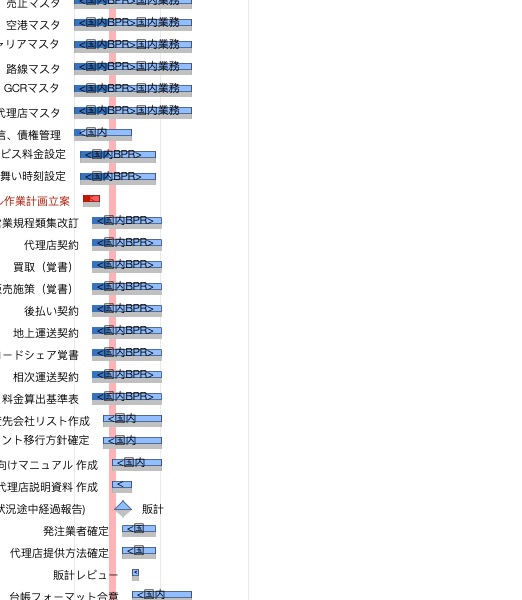 売止マスタ <国内BPR>国内業務
空港マスタ <国内BPR>国内業務
ャリアマスタ <国内BPR>国内業務
路線マスタ <国内BPR>国内業務
GCRマスタ <国内BPR>国内業務
代理店マスタ <国内BPR>国内業務
、債権管理 <国内
ビス料金設定 <国内BPR>
舞い時刻設定 <国内BPR>
ル作業計画立案
業規程類集改訂 <国内BPR>
代理店契約 <国内BPR>
買取（覚書） <国内BPR>
売施策（覚書） <国内BPR>
後払い契約 <国内BPR>
地上運送契約 <国内BPR>
ードシェア覚書 <国内BPR>
相次運送契約 <国内BPR>
料金算出基準表 <国内BPR>
先会社リスト作成 <国内
ント移行方針確定 <国内
向けマニュアル 作成 <国内
代理店説明資料 作成 <
状況途中経過報告) 販計
発注業者確定 <国
代理店提供方法確定 <国
販計レビュー <
台帳フォーマット合意 <国内